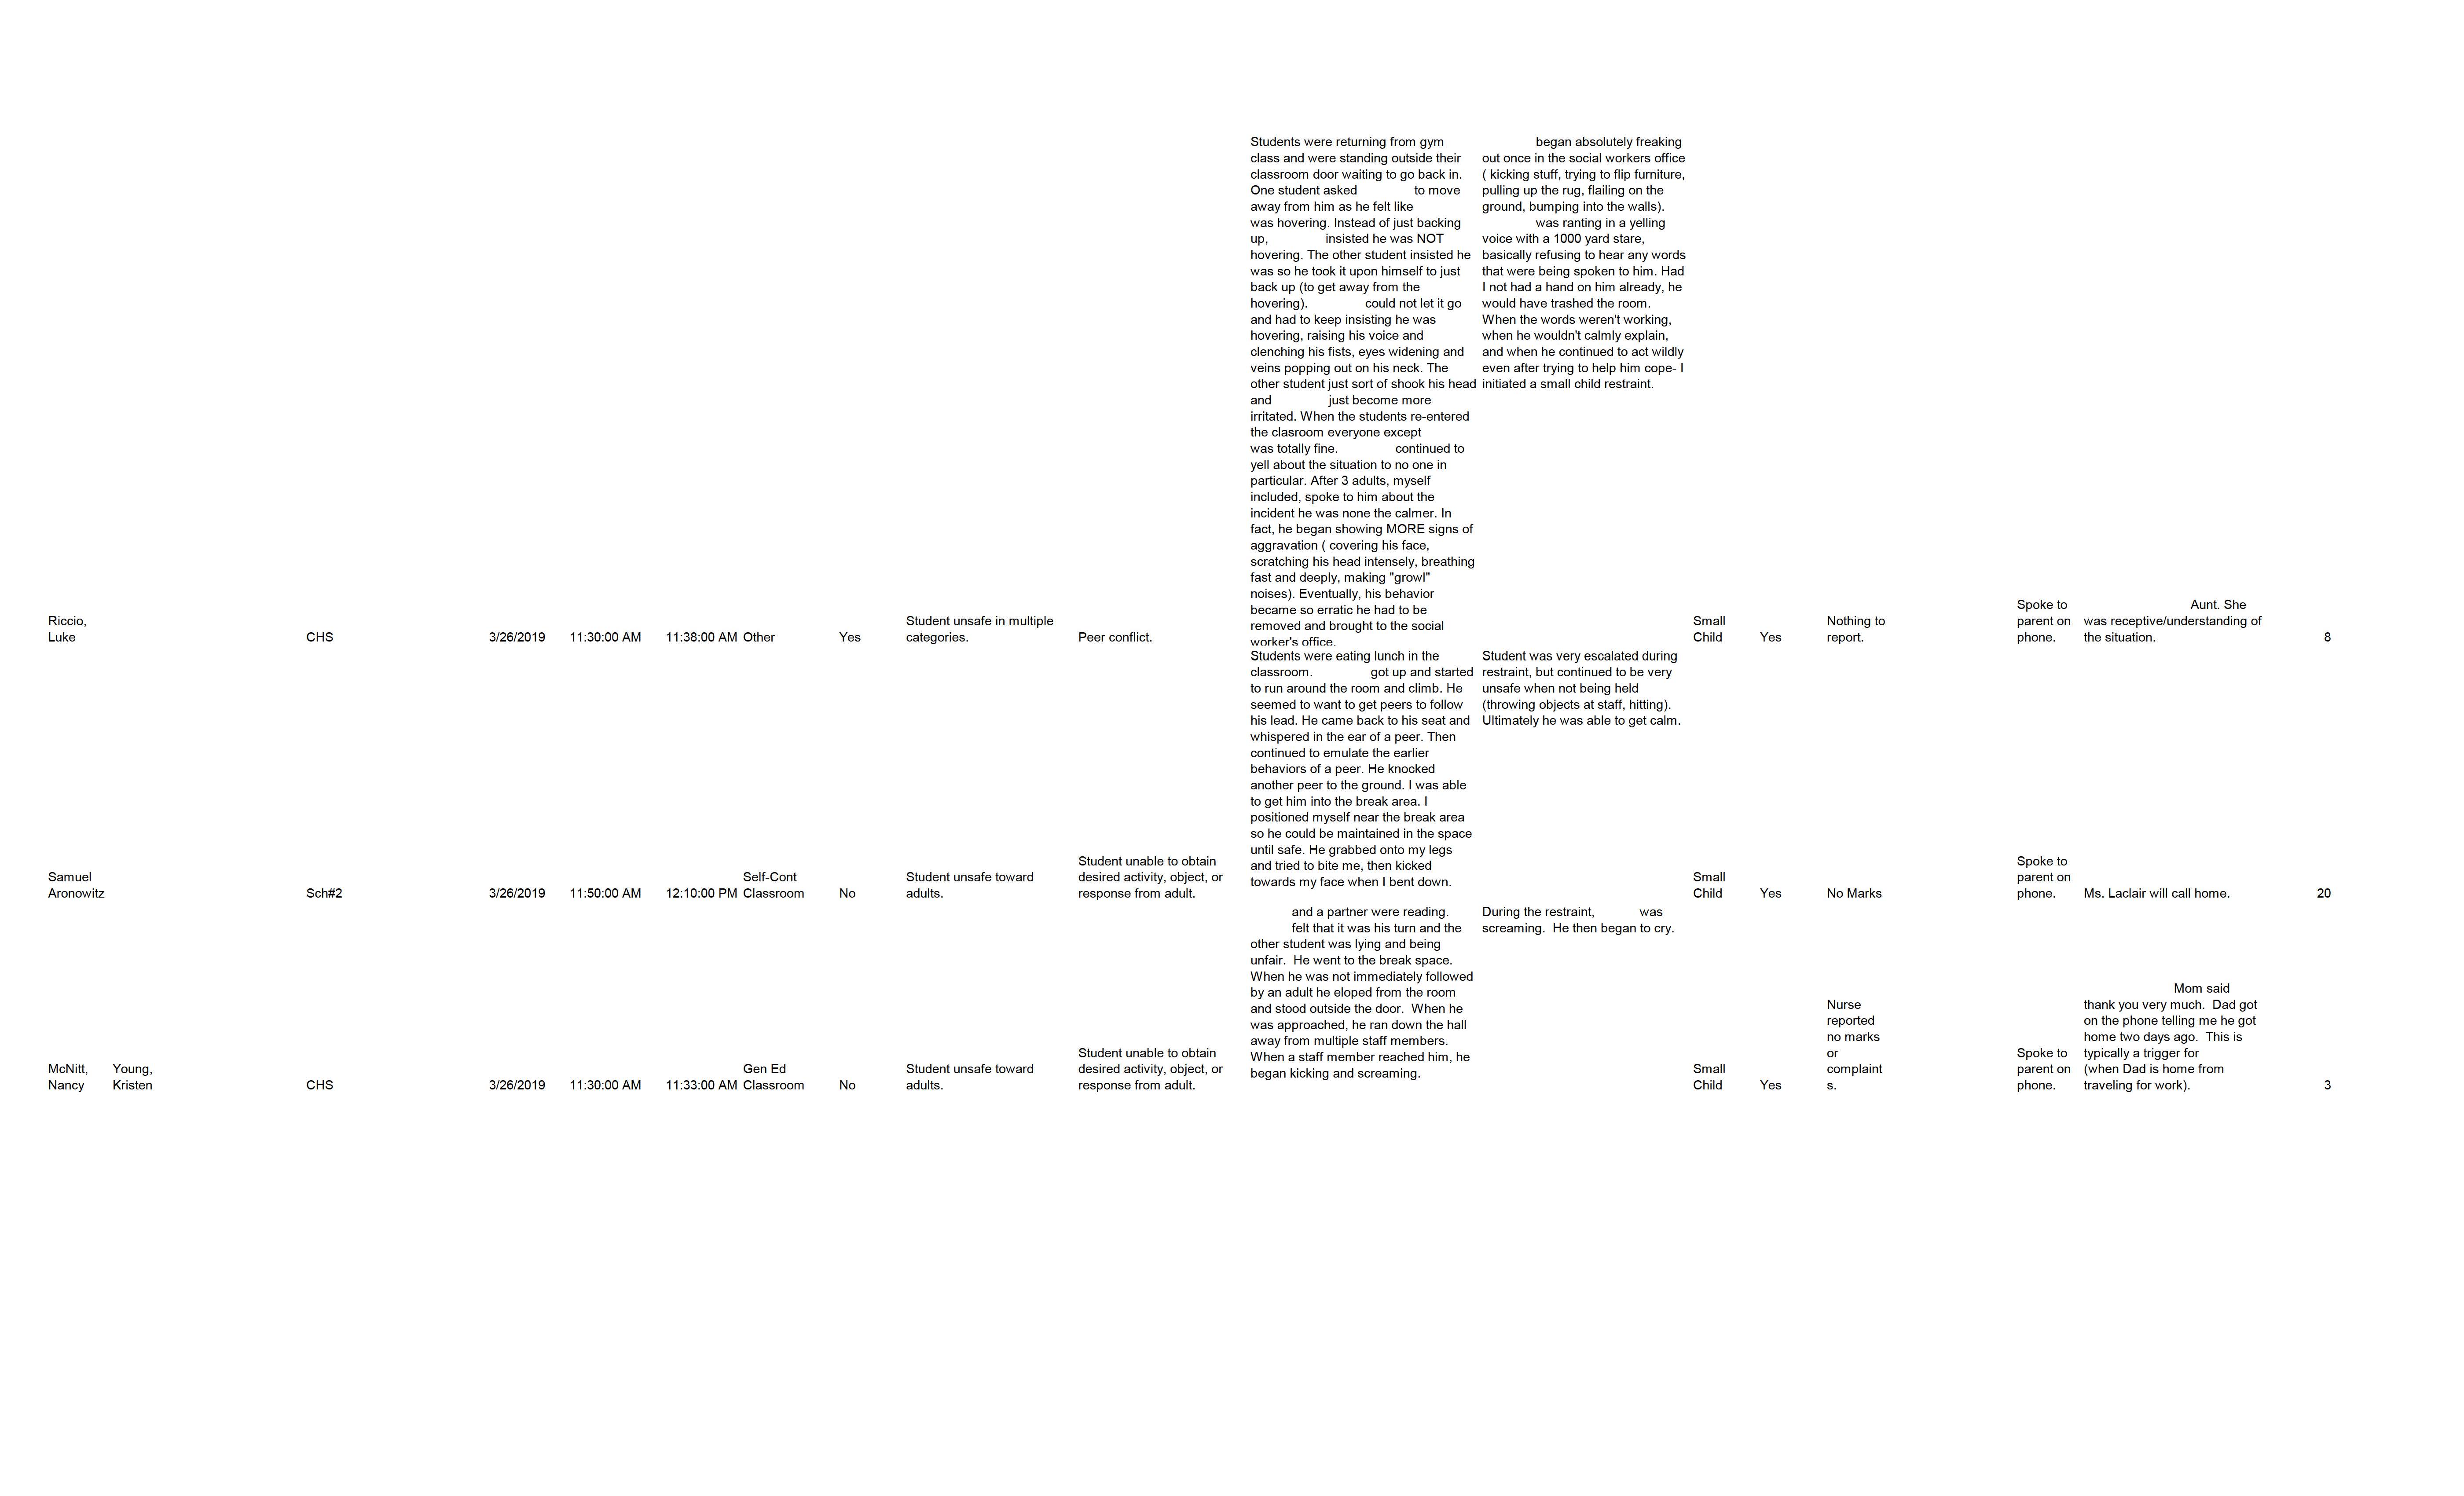 Students were returning from gym
class and were standing outside their
classroom door waiting to go back in.
One student asked to move
away from him as he felt like
was hovering. Instead of just backing
up, insisted he was NOT
hovering. The other student insisted he
was so he took it upon himself to just
back up (to get away from the
hovering). could not let it go
and had to keep insisting he was
hovering, raising his voice and
clenching his fists, eyes widening and
veins popping out on his neck. The
other student just sort of shook his head
and just become more
irritated. When the students re-entered
the clasroom everyone except
was totally fine. continued to
yell about the situation to no one in
particular. After 3 adults, myself
included, spoke to him about the
incident he was none the calmer. In
fact, he began showing MORE signs of
aggravation ( covering his face,
scratching his head intensely, breathing
fast and deeply, making "growl"
noises). Eventually, his behavior
became so erratic he had to be
removed and brought to the social
worker's office.
began absolutely freaking
out once in the social workers office
( kicking stuff, trying to flip furniture,
pulling up the rug, flailing on the
ground, bumping into the walls).
was ranting in a yelling
voice with a 1000 yard stare,
basically refusing to hear any words
that were being spoken to him. Had
I not had a hand on him already, he
would have trashed the room.
When the words weren't working,
when he wouldn't calmly explain,
and when he continued to act wildly
even after trying to help him cope- I
initiated a small child restraint.
Riccio,
Luke
CHS
3/26/2019
11:30:00 AM
11:38:00 AM
Other
Yes
Student unsafe in multiple
categories.
Peer conflict.
Small
Child
Yes
Nothing to
report.
Spoke to
parent on
phone.
Aunt. She
was receptive/understanding of
the situation.
8
Students were eating lunch in the
classroom. got up and started
to run around the room and climb. He
seemed to want to get peers to follow
his lead. He came back to his seat and
whispered in the ear of a peer. Then
continued to emulate the earlier
behaviors of a peer. He knocked
another peer to the ground. I was able
to get him into the break area. I
positioned myself near the break area
so he could be maintained in the space
until safe. He grabbed onto my legs
and tried to bite me, then kicked
towards my face when I bent down.
Student was very escalated during
restraint, but continued to be very
unsafe when not being held
(throwing objects at staff, hitting).
Ultimately he was able to get calm.
Samuel
Aronowitz
Sch#2
3/26/2019
11:50:00 AM
12:10:00 PM
Self-Cont
Classroom
No
Student unsafe toward
adults.
Student unable to obtain
desired activity, object, or
response from adult.
Small
Child
Yes
No Marks
Spoke to
parent on
phone.
Ms. Laclair will call home.
20
and a partner were reading.
felt that it was his turn and the
other student was lying and being
unfair.  He went to the break space.
When he was not immediately followed
by an adult he eloped from the room
and stood outside the door.  When he
was approached, he ran down the hall
away from multiple staff members.
When a staff member reached him, he
began kicking and screaming.
During the restraint, was
screaming.  He then began to cry.
McNitt,
Nancy
Young,
Kristen
CHS
3/26/2019
11:30:00 AM
11:33:00 AM
Gen Ed
Classroom
No
Student unsafe toward
adults.
Student unable to obtain
desired activity, object, or
response from adult.
Small
Child
Yes
Nurse
reported
no marks
or
complaint
s.
Spoke to
parent on
phone.
Mom said
thank you very much.  Dad got
on the phone telling me he got
home two days ago.  This is
typically a trigger for
(when Dad is home from
traveling for work).
3